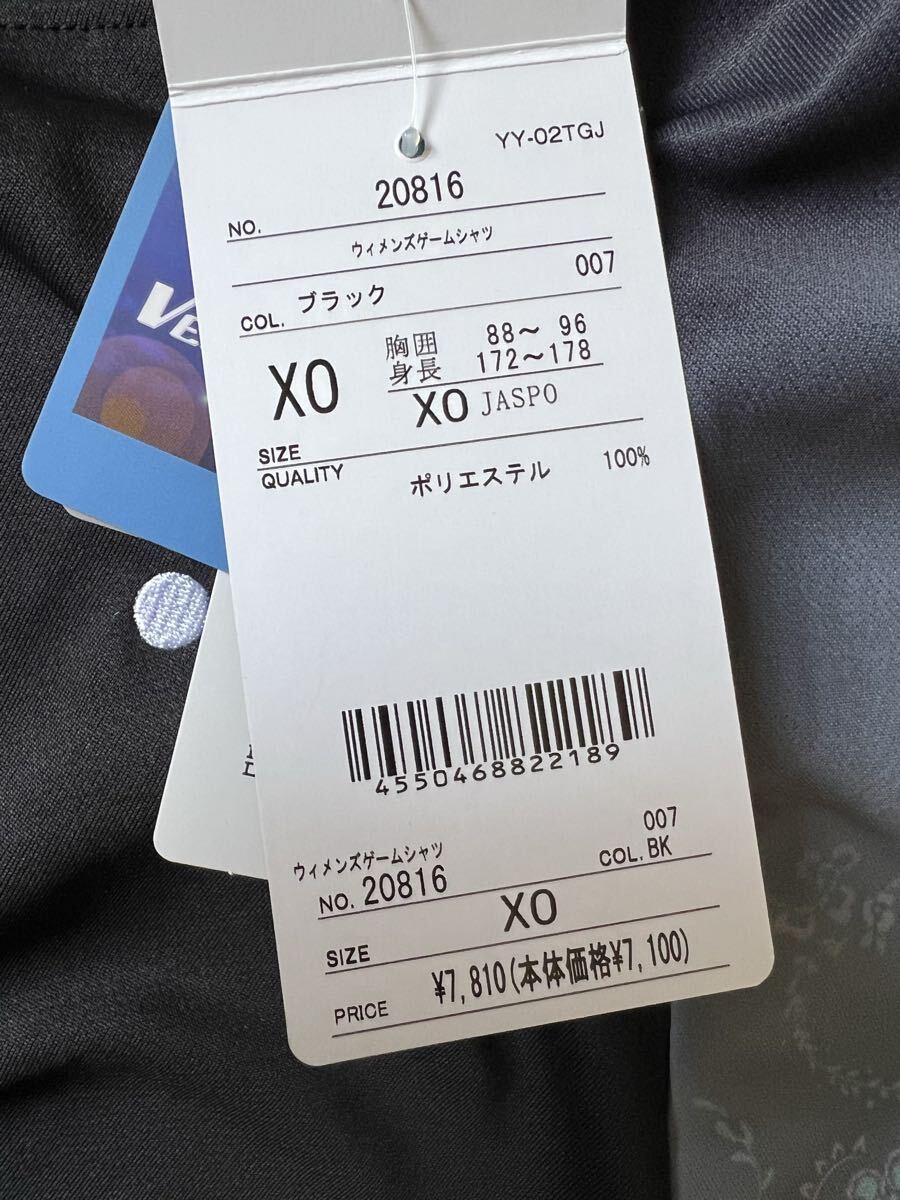 YY-02TGJ
NO. 20816
ウィメンズゲームシャツ
COL. ブラック 007
XO 胸囲 88～ 96
身長 172～178
XO JASPO
SIZE
QUALITY ポリエステル 100%
4550468822189
ウィメンズゲームシャツ 007
NO. 20816 COL. BK
SIZE XO
PRICE ¥7,810(本体価格¥7,100)